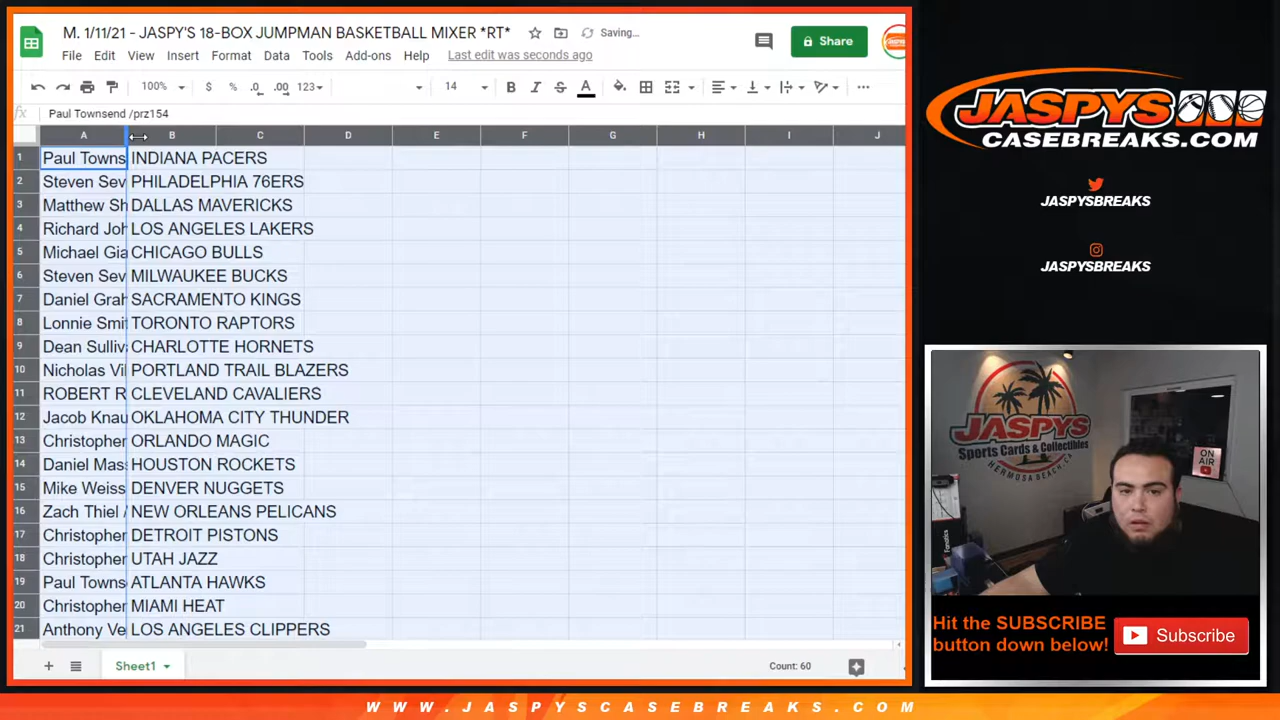 M. 1/11/21 - JASPY'S 18-BOX JUMPMAN BASKETBALL MIXER *RT*
Saving...
Share
File Edit View Insert Format Data Tools Add-ons Help Last edit was seconds ago
100% $ % .0 .00 123 14 B I S A
fx Paul Townsend /prz154
A B C D E F G H I J
1 Paul Towns INDIANA PACERS
2 Steven Sev PHILADELPHIA 76ERS
3 Matthew Sh DALLAS MAVERICKS
4 Richard Joh LOS ANGELES LAKERS
5 Michael Gia CHICAGO BULLS
6 Steven Sev MILWAUKEE BUCKS
7 Daniel Grah SACRAMENTO KINGS
8 Lonnie Smit TORONTO RAPTORS
9 Dean Sulliv CHARLOTTE HORNETS
10 Nicholas Vi PORTLAND TRAIL BLAZERS
11 ROBERT R CLEVELAND CAVALIERS
12 Jacob Knau OKLAHOMA CITY THUNDER
13 Christopher ORLANDO MAGIC
14 Daniel Mas HOUSTON ROCKETS
15 Mike Weiss DENVER NUGGETS
16 Zach Thiel / NEW ORLEANS PELICANS
17 Christopher DETROIT PISTONS
18 Christopher UTAH JAZZ
19 Paul Towns ATLANTA HAWKS
20 Christopher MIAMI HEAT
21 Anthony Ve LOS ANGELES CLIPPERS
Sheet1
Count: 60
JASPYS
CASEBREAKS.COM
JASPYSBREAKS
JASPYSBREAKS
JASPYS
Sports Cards & Collectibles
HERMOSA BEACH, CA
ON AIR
Fanatics
Hit the SUBSCRIBE
button down below!
Subscribe
WWW.JASPYSCASEBREAKS.COM